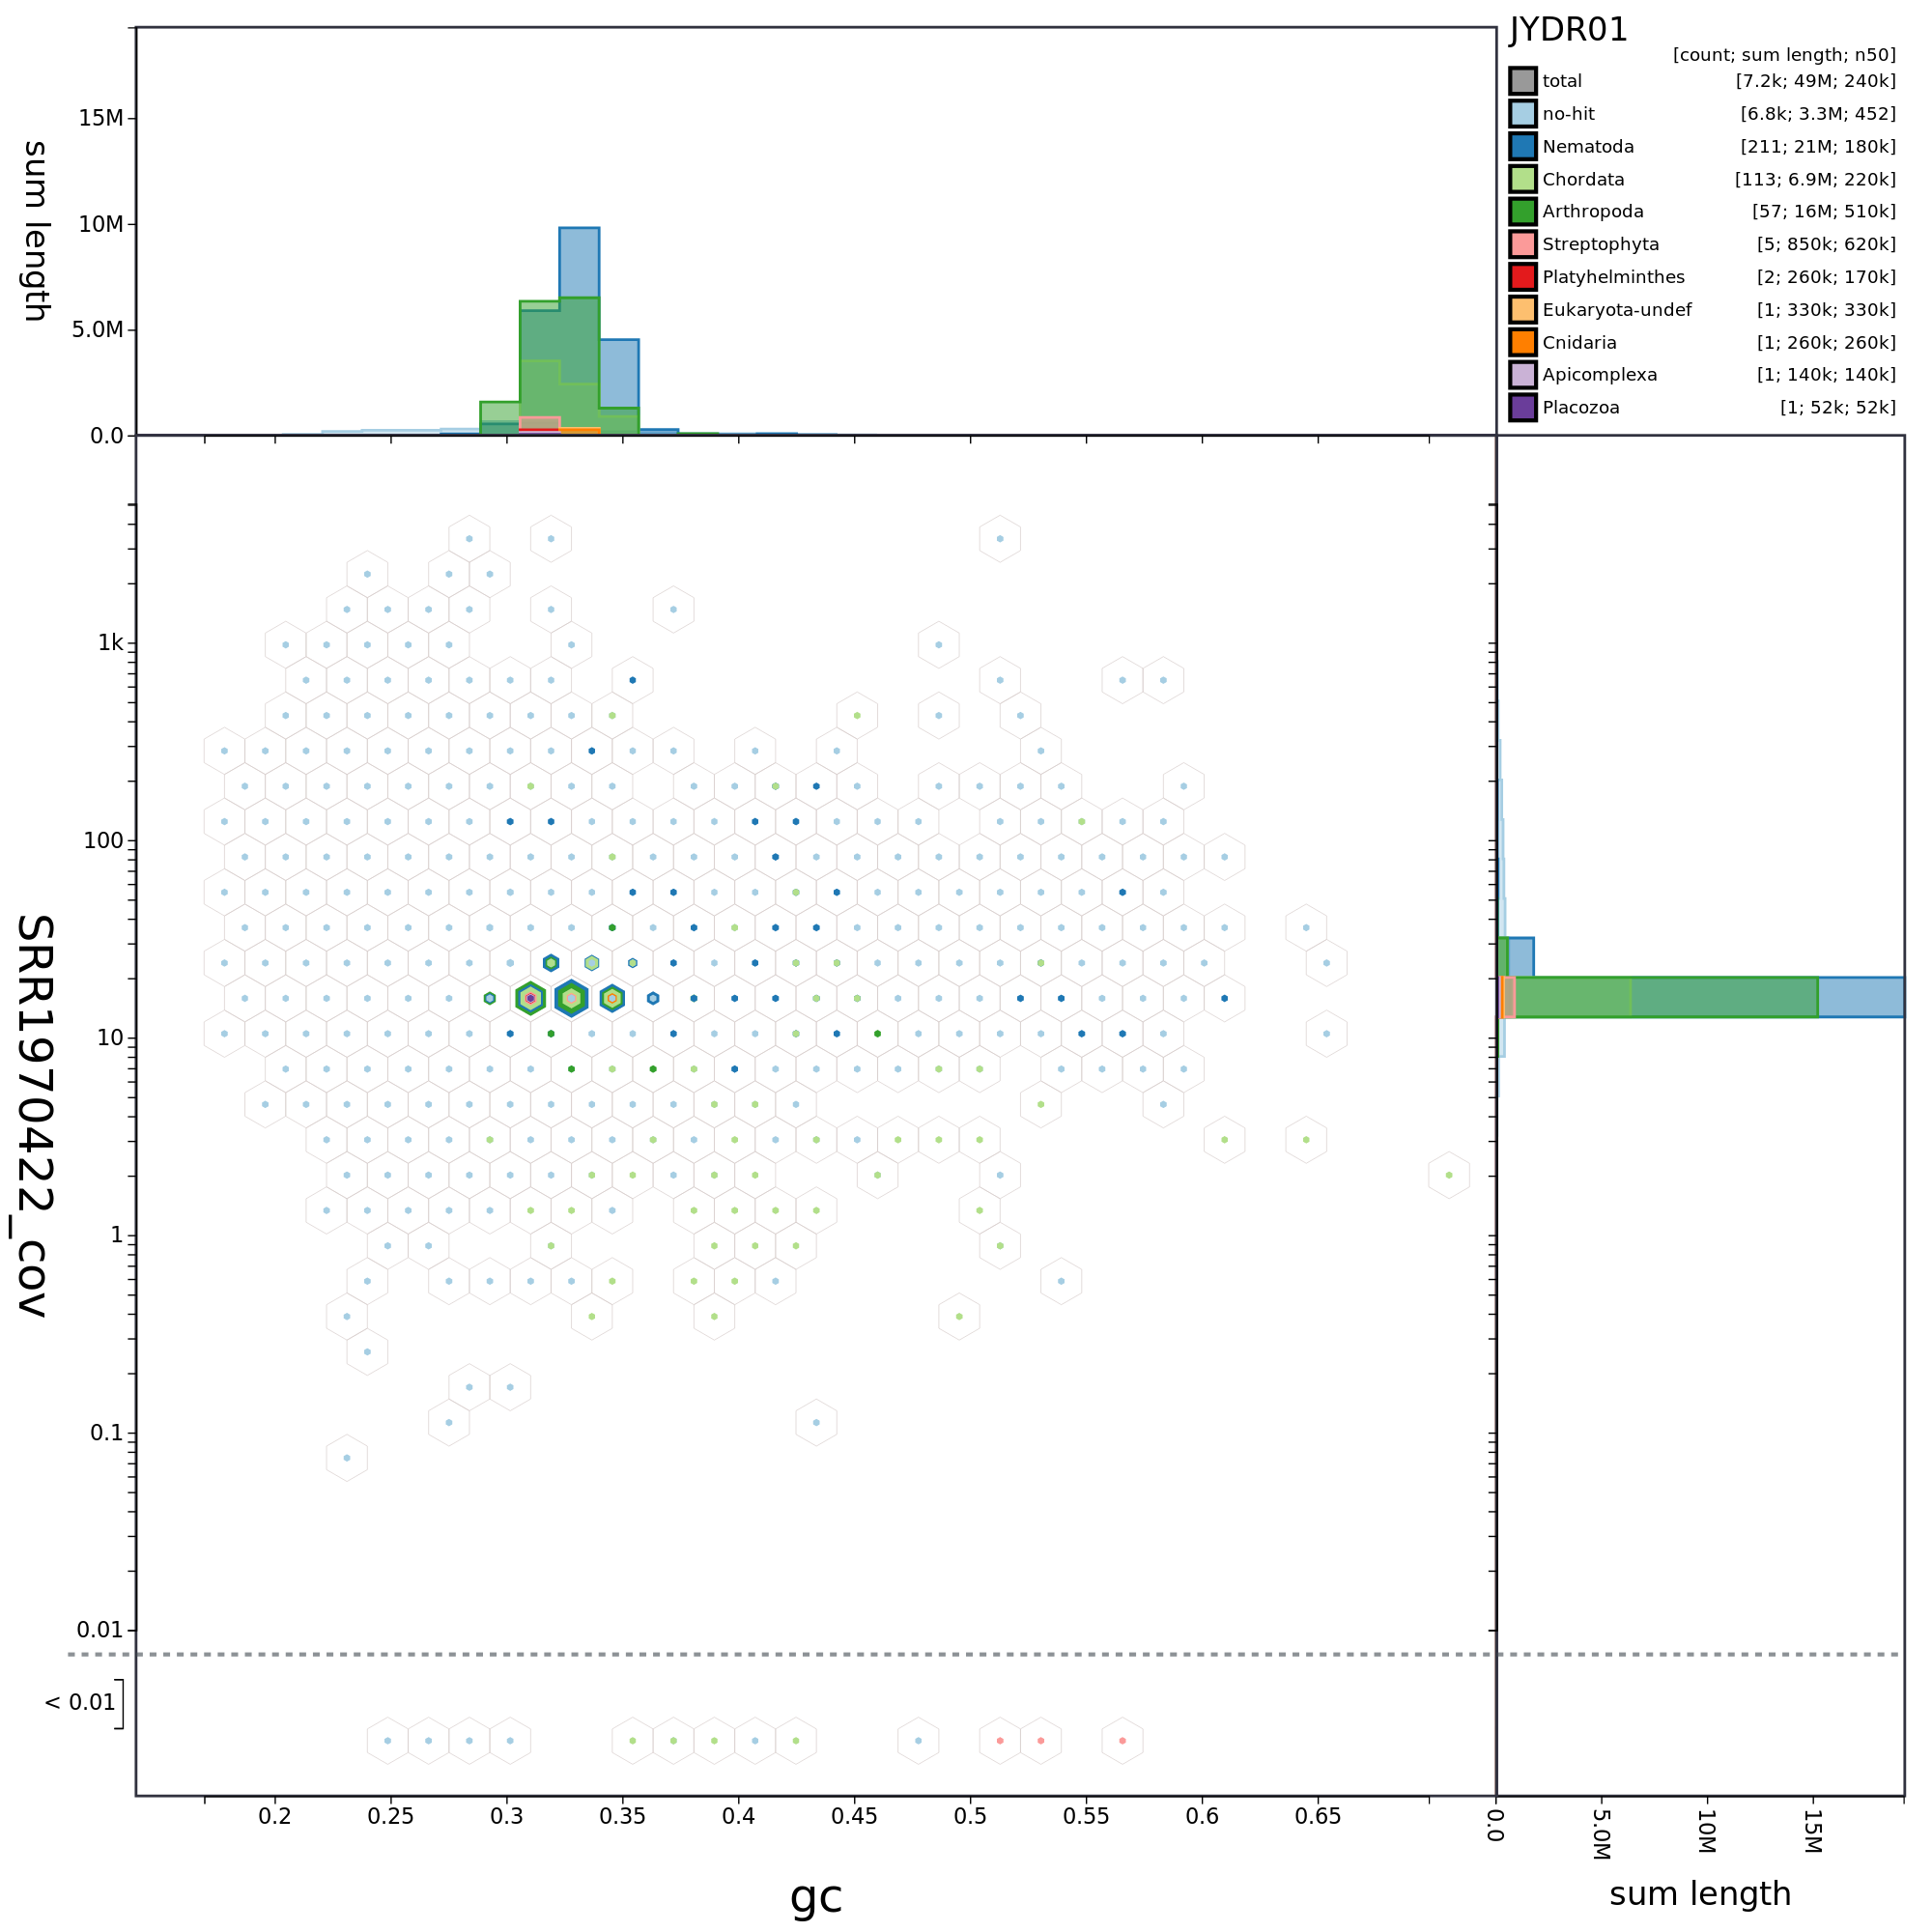 JYDR01
[count; sum length; n50]
total [7.2k; 49M; 240k]
no-hit [6.8k; 3.3M; 452]
Nematoda [211; 21M; 180k]
Chordata [113; 6.9M; 220k]
Arthropoda [57; 16M; 510k]
Streptophyta [5; 850k; 620k]
Platyhelminthes [2; 260k; 170k]
Eukaryota-undef [1; 330k; 330k]
Cnidaria [1; 260k; 260k]
Apicomplexa [1; 140k; 140k]
Placozoa [1; 52k; 52k]
sum length
15M
10M
5.0M
0.0
SRR1970422_cov
1k
100
10
1
0.1
0.01
< 0.01
0.2 0.25 0.3 0.35 0.4 0.45 0.5 0.55 0.6 0.65
gc
0.0 5.0M 10M 15M
sum length